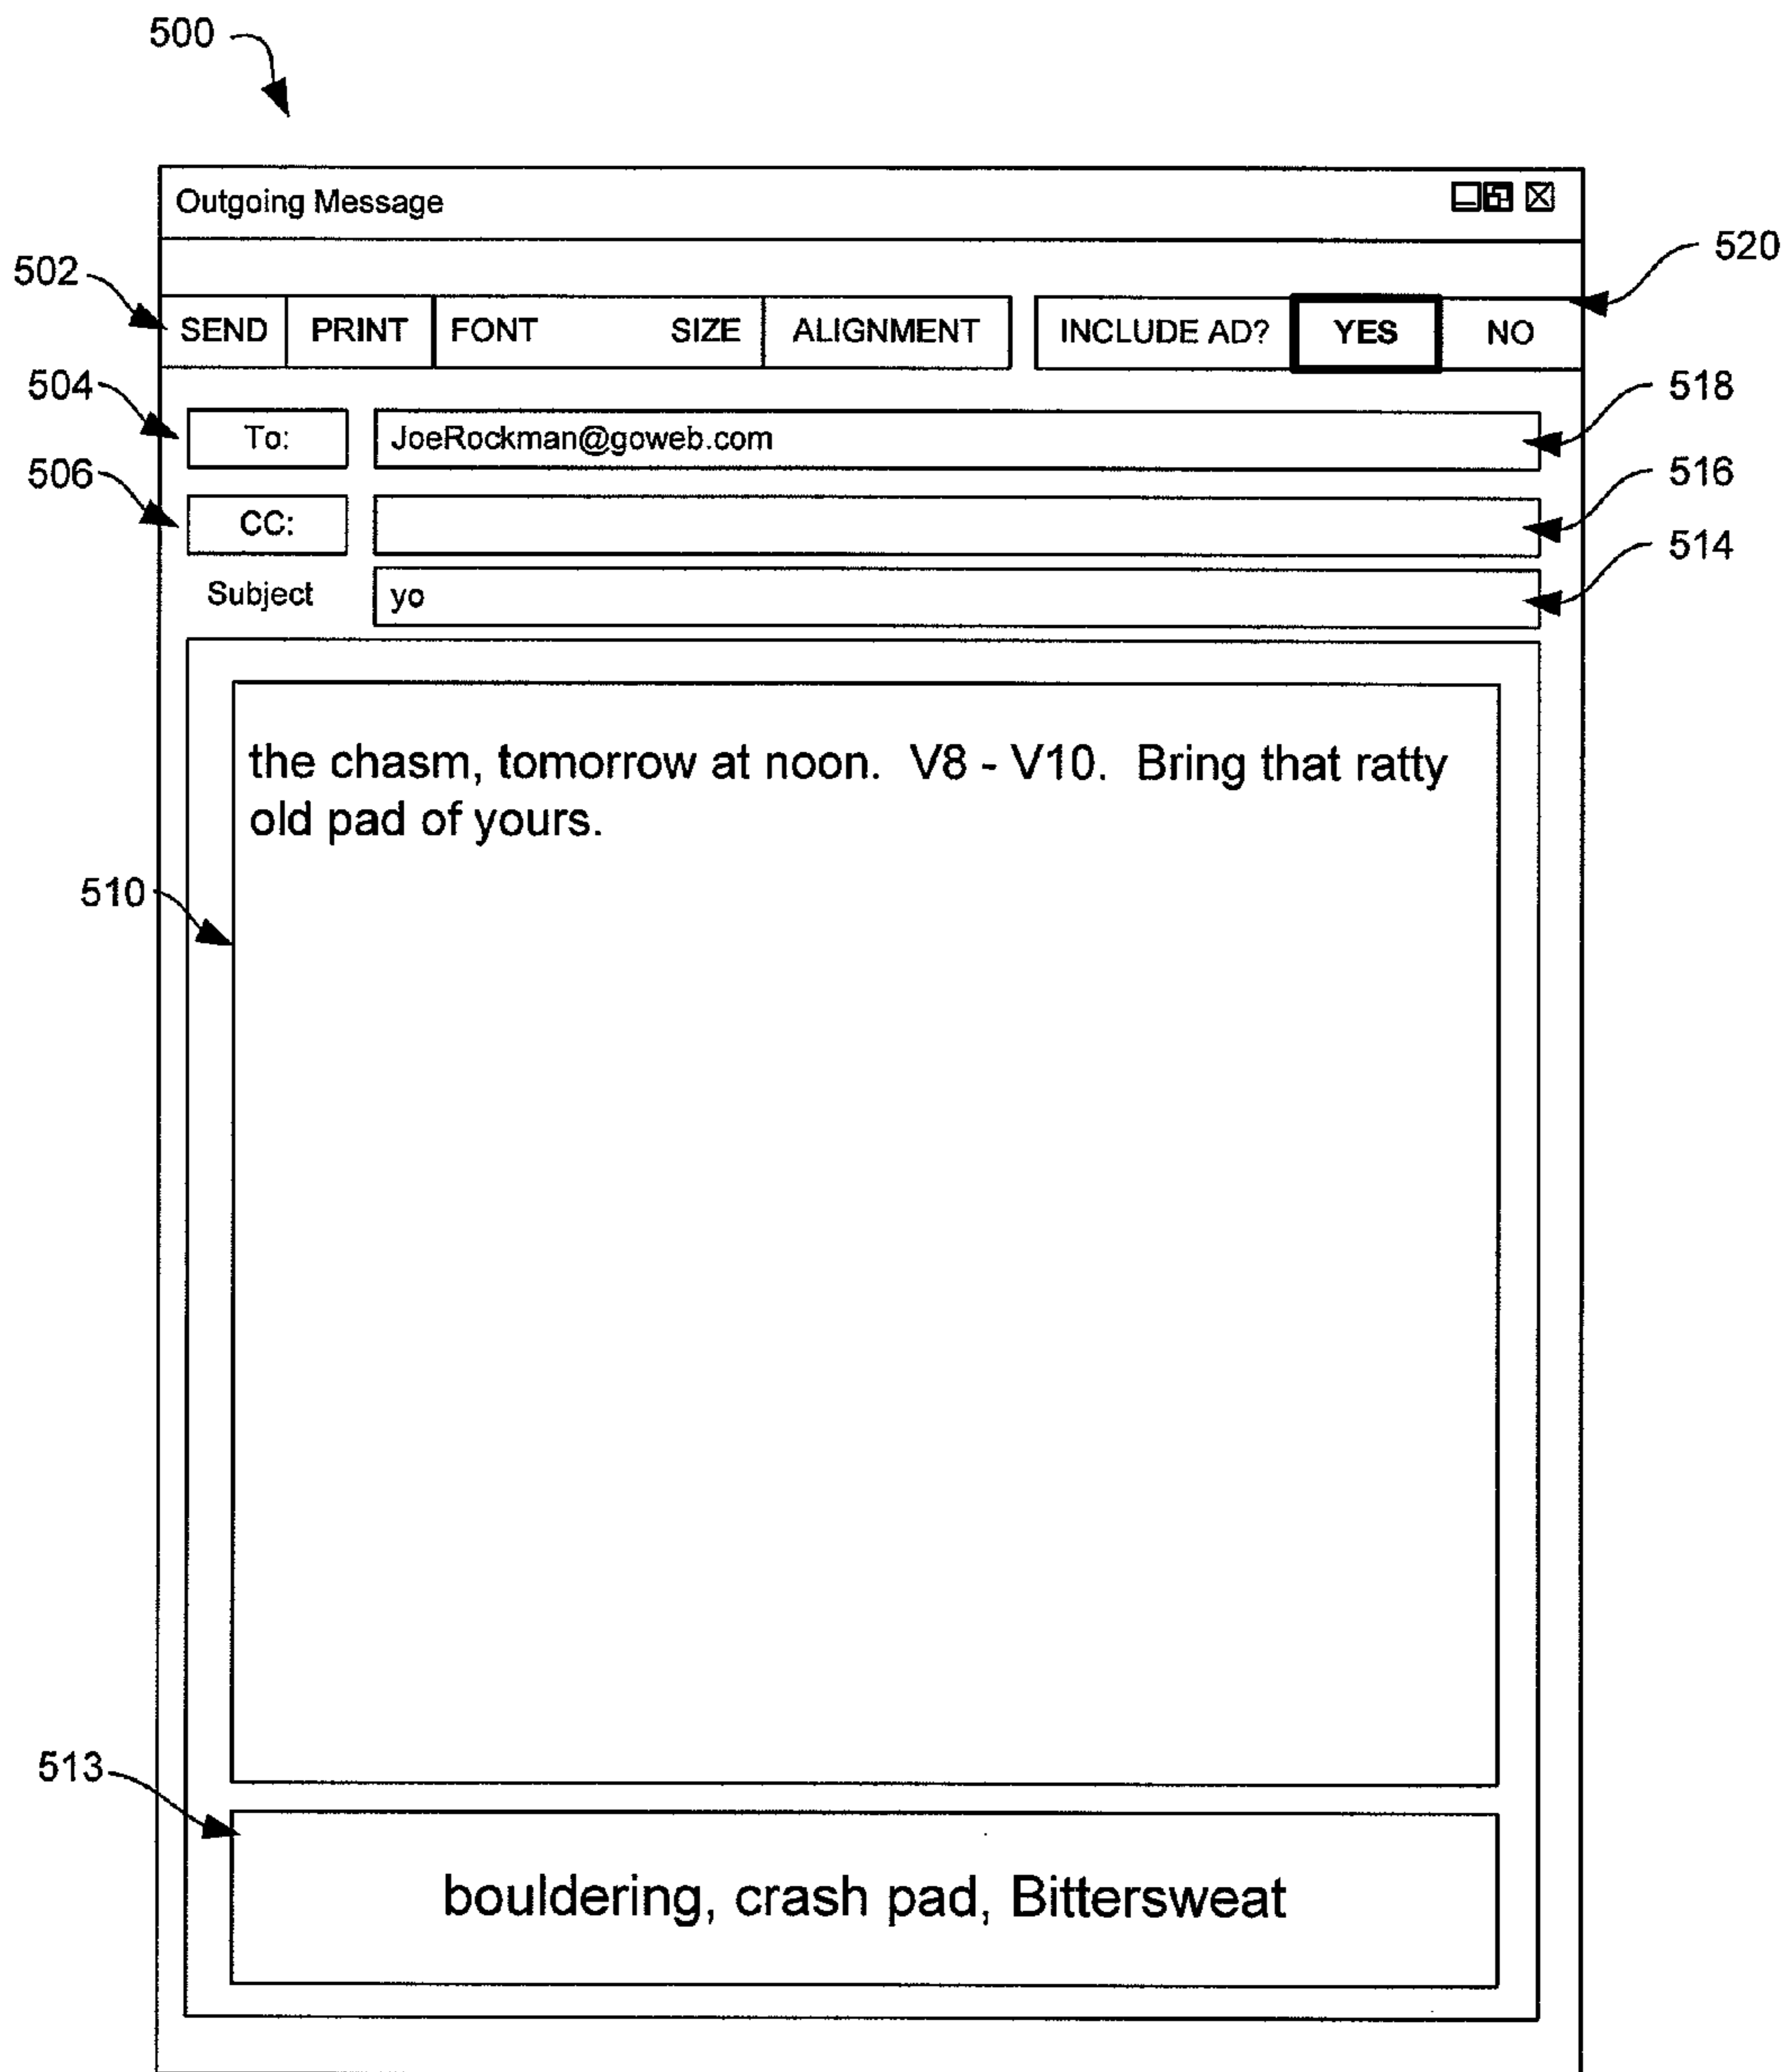 500
Outgoing Message
520
502
SEND PRINT FONT SIZE ALIGNMENT INCLUDE AD? YES NO
504
518
To: JoeRockman@goweb.com
506
516
CC:
514
Subject yo
the chasm, tomorrow at noon. V8 - V10. Bring that ratty
old pad of yours.
510
513
bouldering, crash pad, Bittersweat